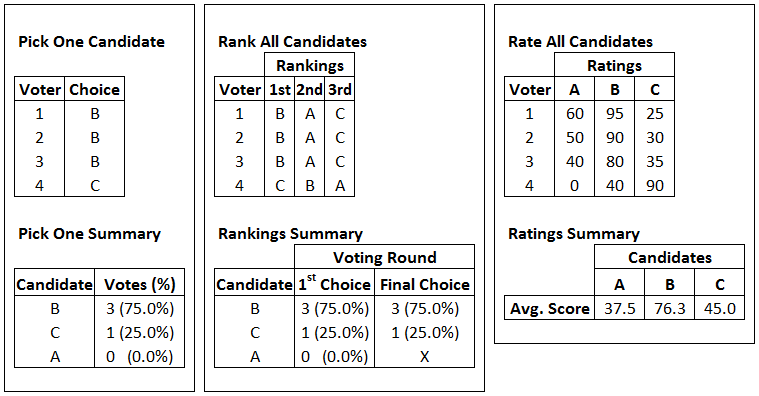 Pick One Candidate
Voter Choice
1 B
2 B
3 B
4 C
Pick One Summary
Candidate Votes (%)
B 3 (75.0%)
C 1 (25.0%)
A 0 (0.0%)
Rank All Candidates
Rankings
Voter 1st 2nd 3rd
1 B A C
2 B A C
3 B A C
4 C B A
Rankings Summary
Voting Round
Candidate 1st Choice Final Choice
B 3 (75.0%) 3 (75.0%)
C 1 (25.0%) 1 (25.0%)
A 0 (0.0%) X
Rate All Candidates
Ratings
Voter A B C
1 60 95 25
2 50 90 30
3 40 80 35
4 0 40 90
Ratings Summary
Candidates
A B C
Avg. Score 37.5 76.3 45.0